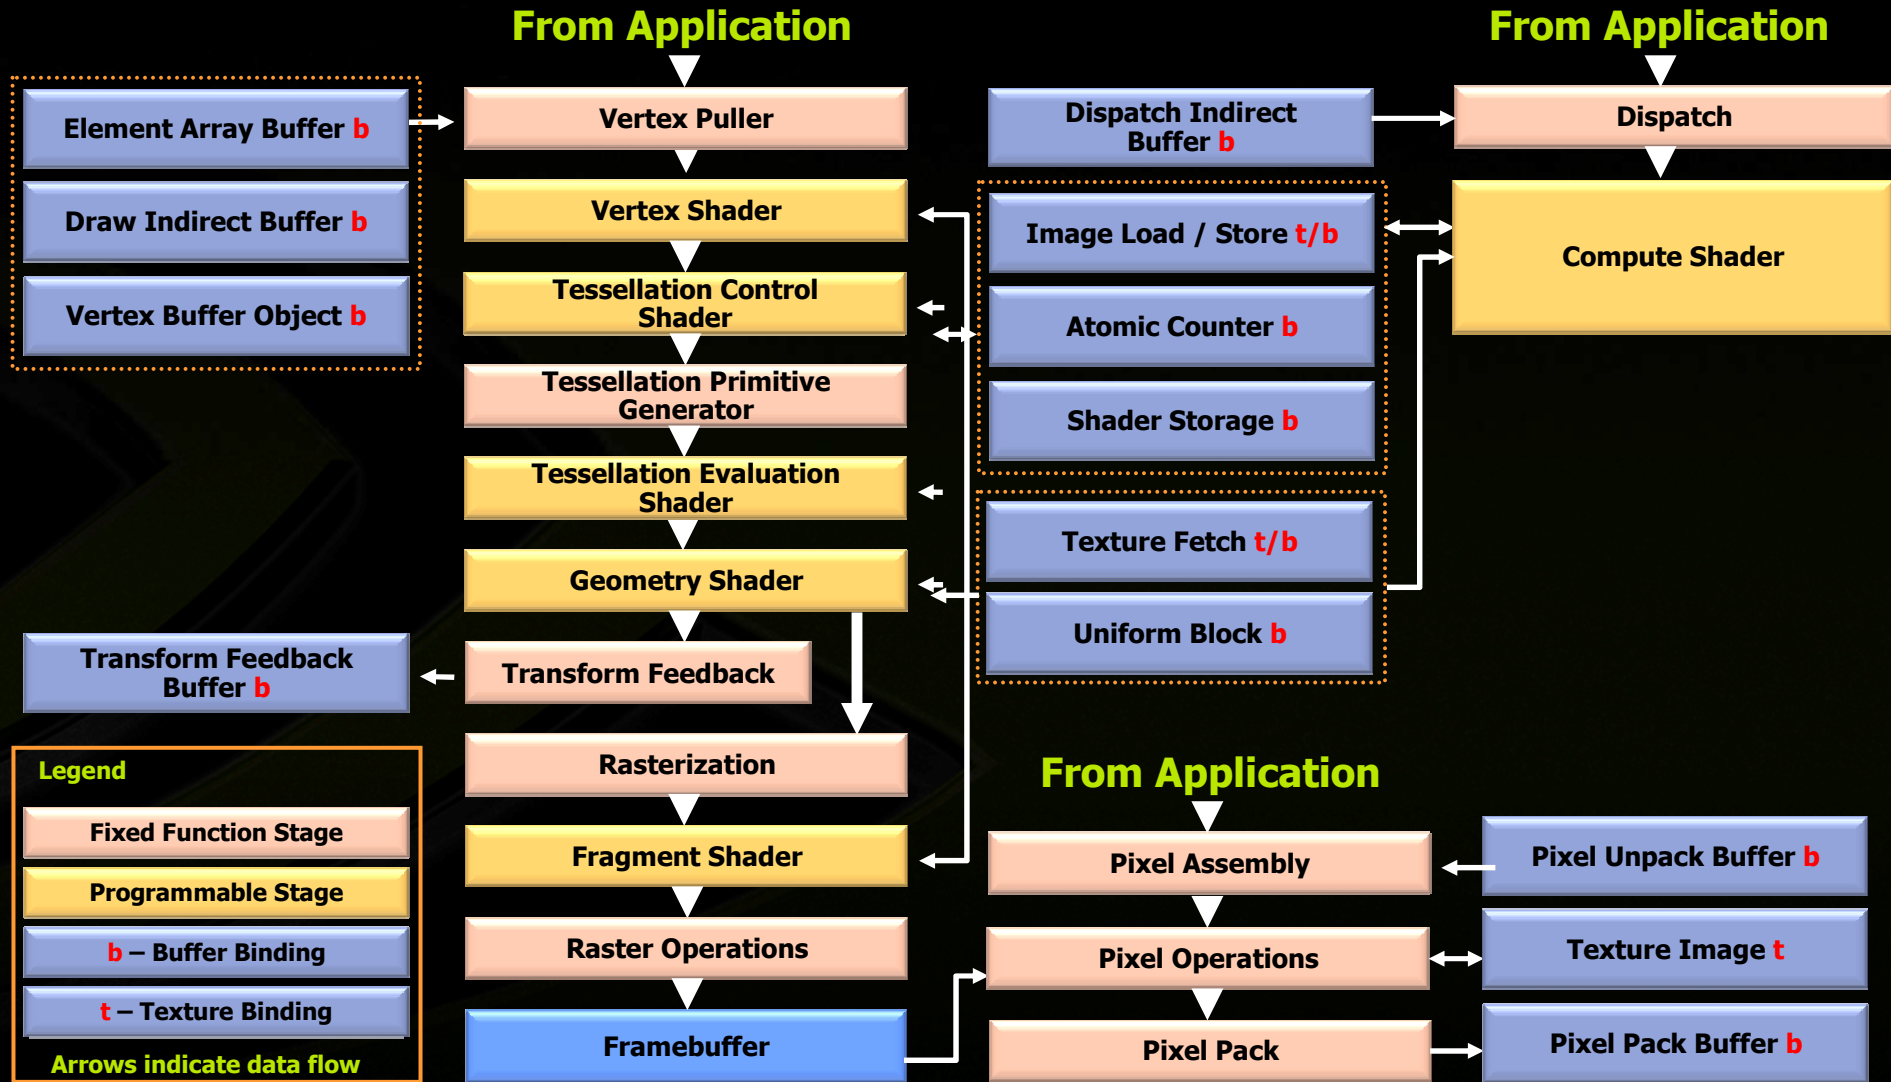 From Application
Vertex Puller
Vertex Shader
Tessellation Control
Shader
Tessellation Primitive
Generator
Tessellation Evaluation
Shader
Geometry Shader
Transform Feedback
Rasterization
Fragment Shader
Raster Operations
Framebuffer
Element Array Buffer b
Draw Indirect Buffer b
Vertex Buffer Object b
Transform Feedback
Buffer b
Legend
Fixed Function Stage
Programmable Stage
b – Buffer Binding
t – Texture Binding
Arrows indicate data flow
From Application
Dispatch Indirect
Buffer b
Dispatch
Image Load / Store t/b
Atomic Counter b
Shader Storage b
Compute Shader
Texture Fetch t/b
Uniform Block b
From Application
Pixel Assembly
Pixel Unpack Buffer b
Pixel Operations
Texture Image t
Pixel Pack
Pixel Pack Buffer b